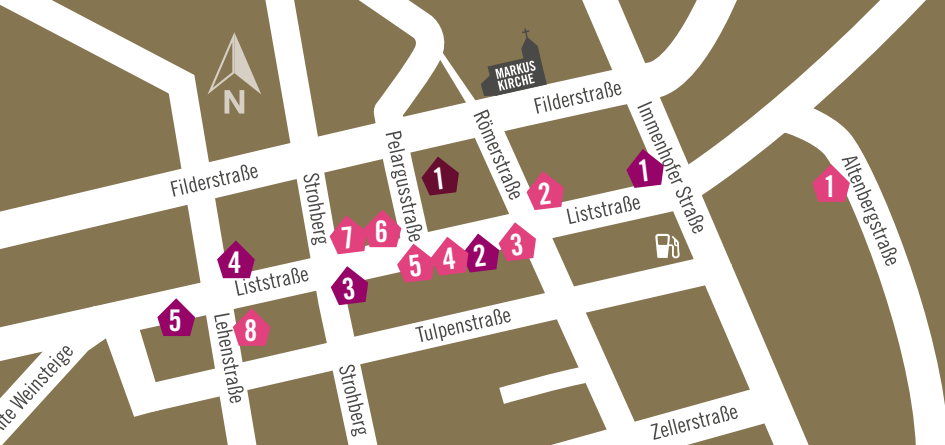 MARKUS
KIRCHE
N
Filderstraße
Immenhofer Straße
Römerstraße
Pelargusstraße
Filderstraße
Strohberg
1
1
2
1
Altenbergstraße
Liststraße
7
6
3
2
4
5
4
Liststraße
3
5
8
Lehenstraße
Tulpenstraße
Strohberg
Zellerstraße
Weinsteige